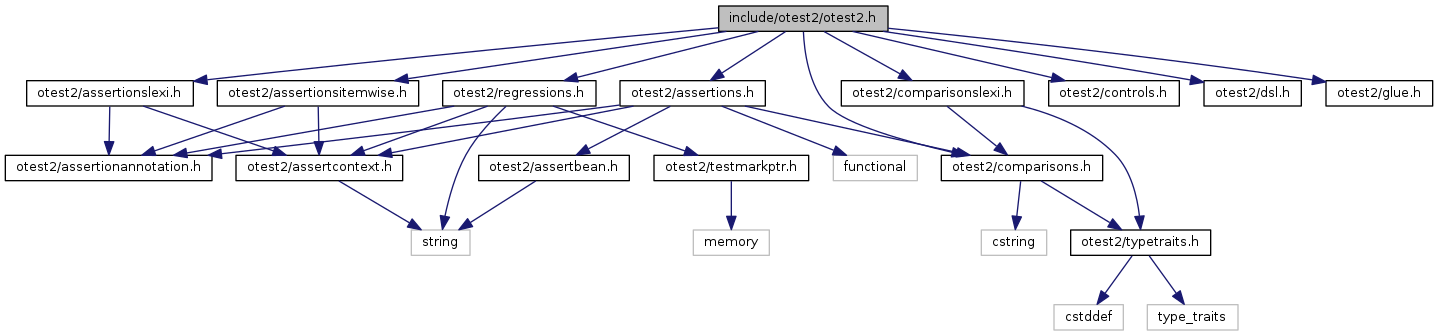 include/otest2/otest2.h
otest2/assertionslexi.h
otest2/assertionsitemwise.h
otest2/regressions.h
otest2/assertions.h
otest2/comparisonslexi.h
otest2/controls.h
otest2/dsl.h
otest2/glue.h
otest2/assertionannotation.h
otest2/assertcontext.h
otest2/assertbean.h
otest2/testmarkptr.h
functional
otest2/comparisons.h
string
memory
cstring
otest2/typetraits.h
cstddef
type_traits